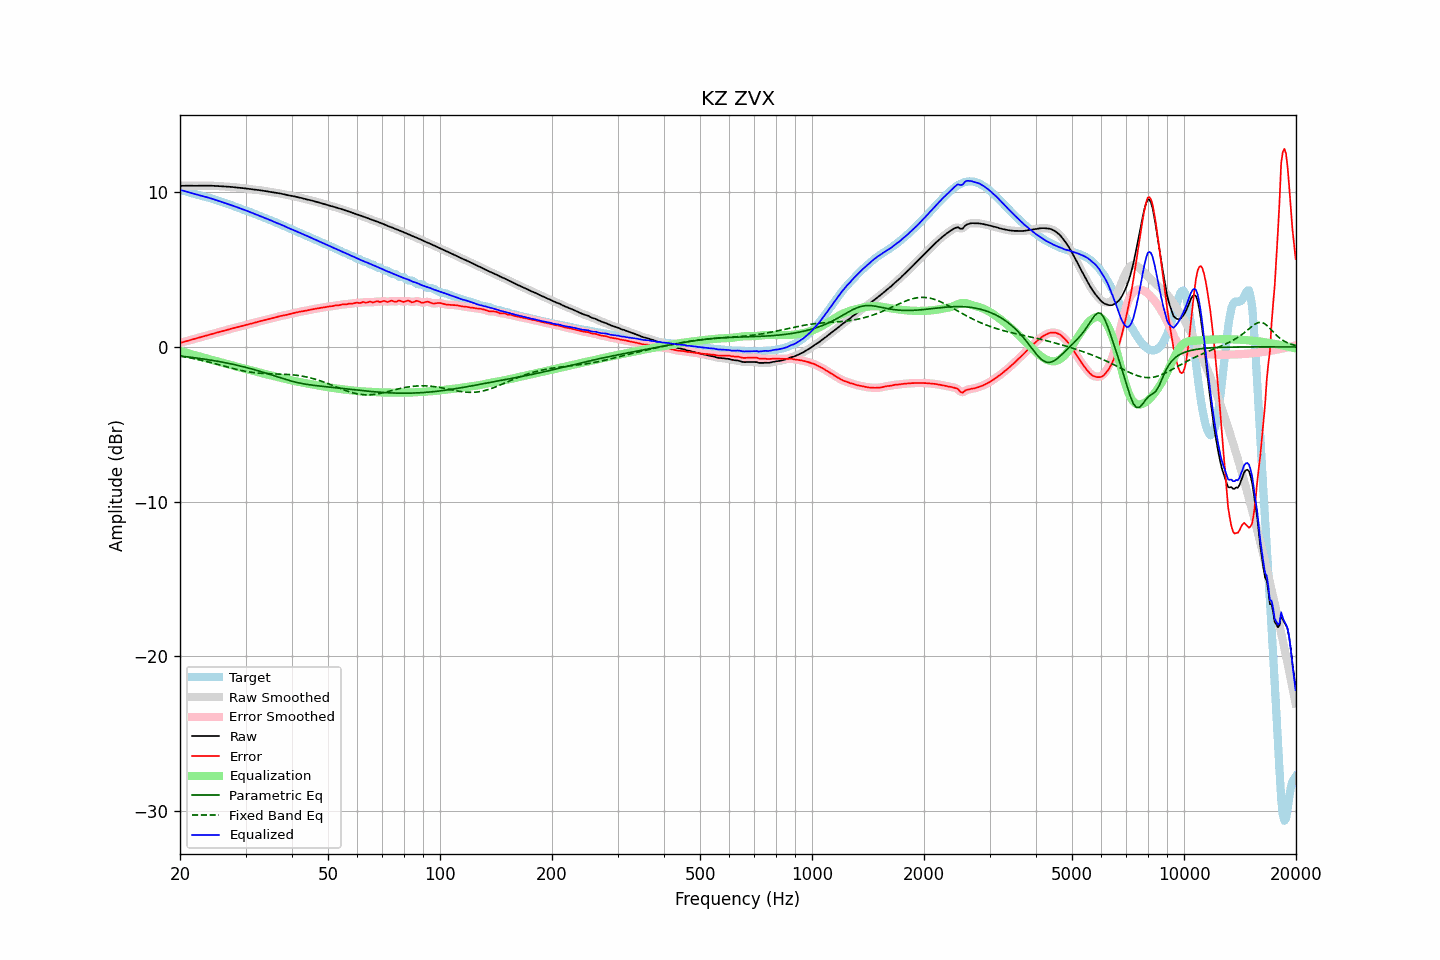 KZ ZVX
Amplitude (dBr)
10
0
−10
−20
−30
Target
Raw Smoothed
Error Smoothed
Raw
Error
Equalization
Parametric Eq
Fixed Band Eq
Equalized
20 50 100 200 500 1000 2000 5000 10000 20000
Frequency (Hz)